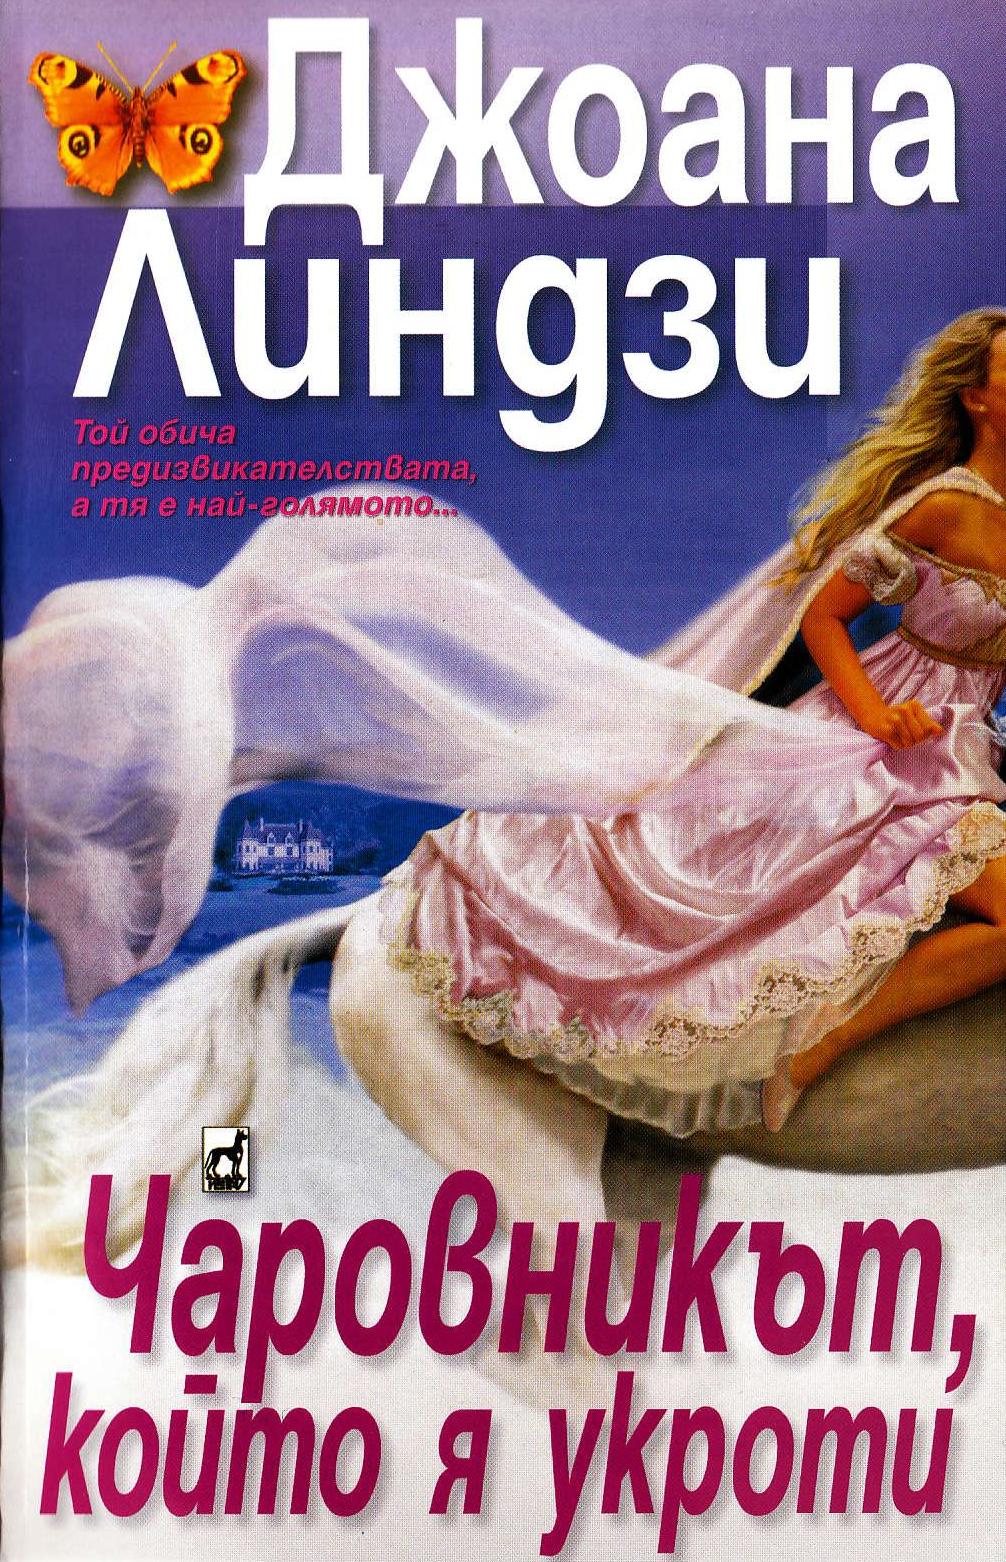 Джоана
Линдзи
Той обича
предизвикателствата,
а тя е най-голямото...
Чаровникът,
който я укроти